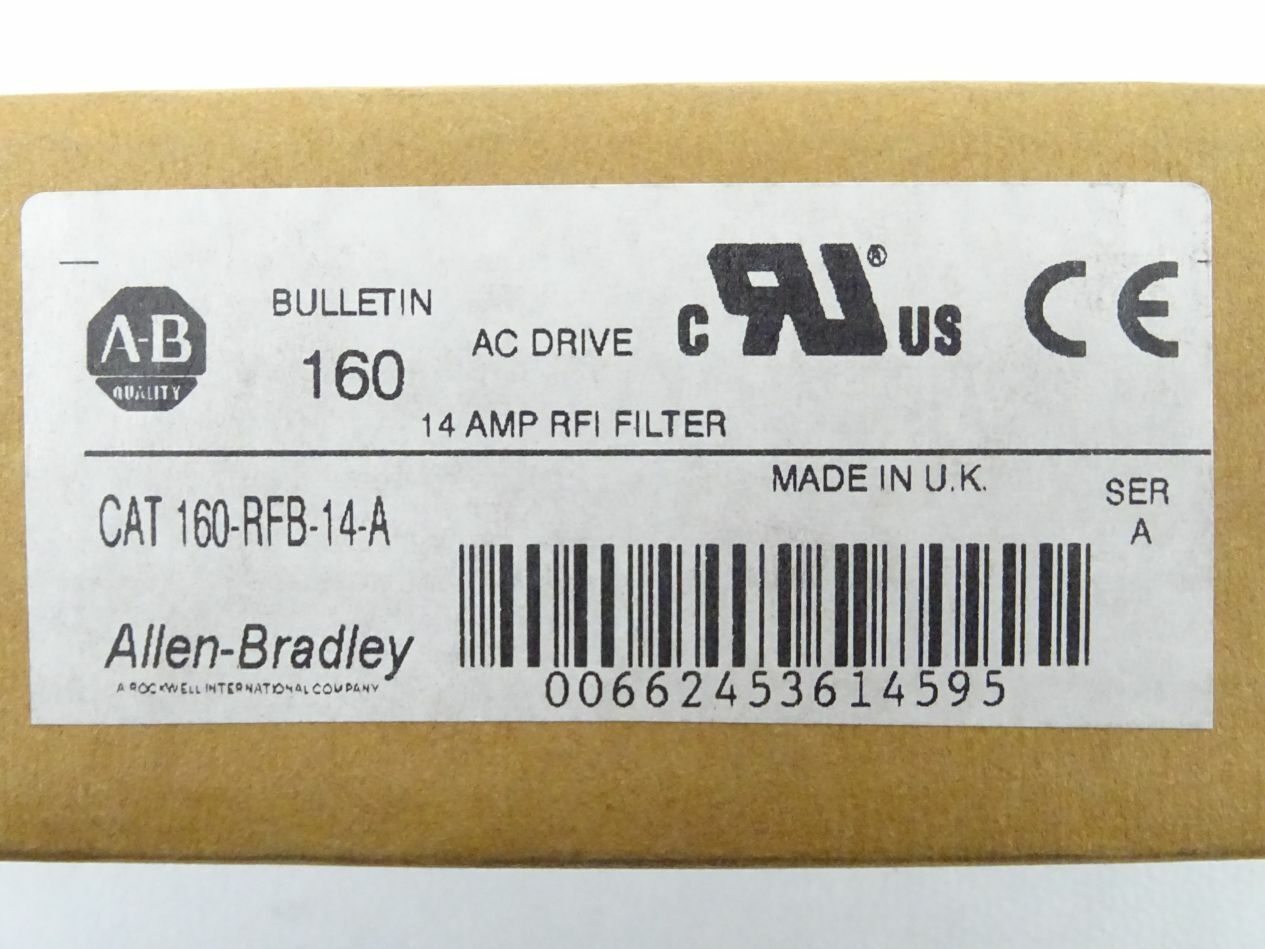 A-B
QUALITY
BULLETIN
160
AC DRIVE
14 AMP RFI FILTER
c RU® US
CE
MADE IN U.K.
SER
A
CAT 160-RFB-14-A
Allen-Bradley
A ROCKWELL INTERNATIONAL COMPANY
00662453614595